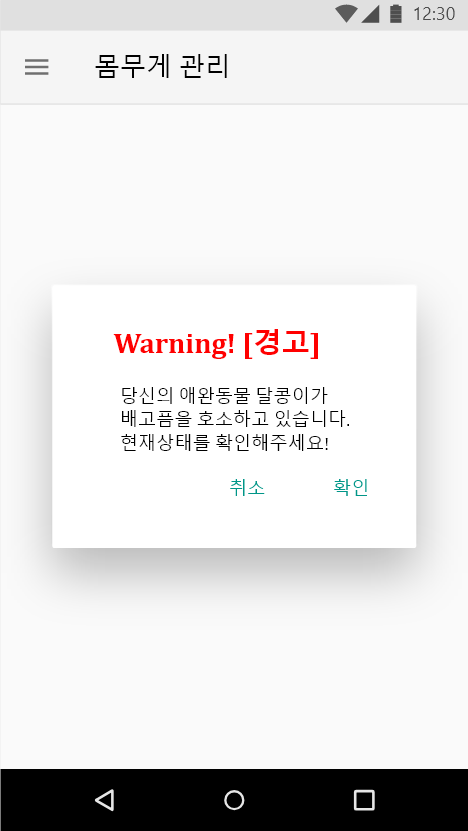 12:30
몸무게 관리
Warning! [경고]
당신의 애완동물 달콩이가
배고픔을 호소하고 있습니다.
현재상태를 확인해주세요!
취소 확인